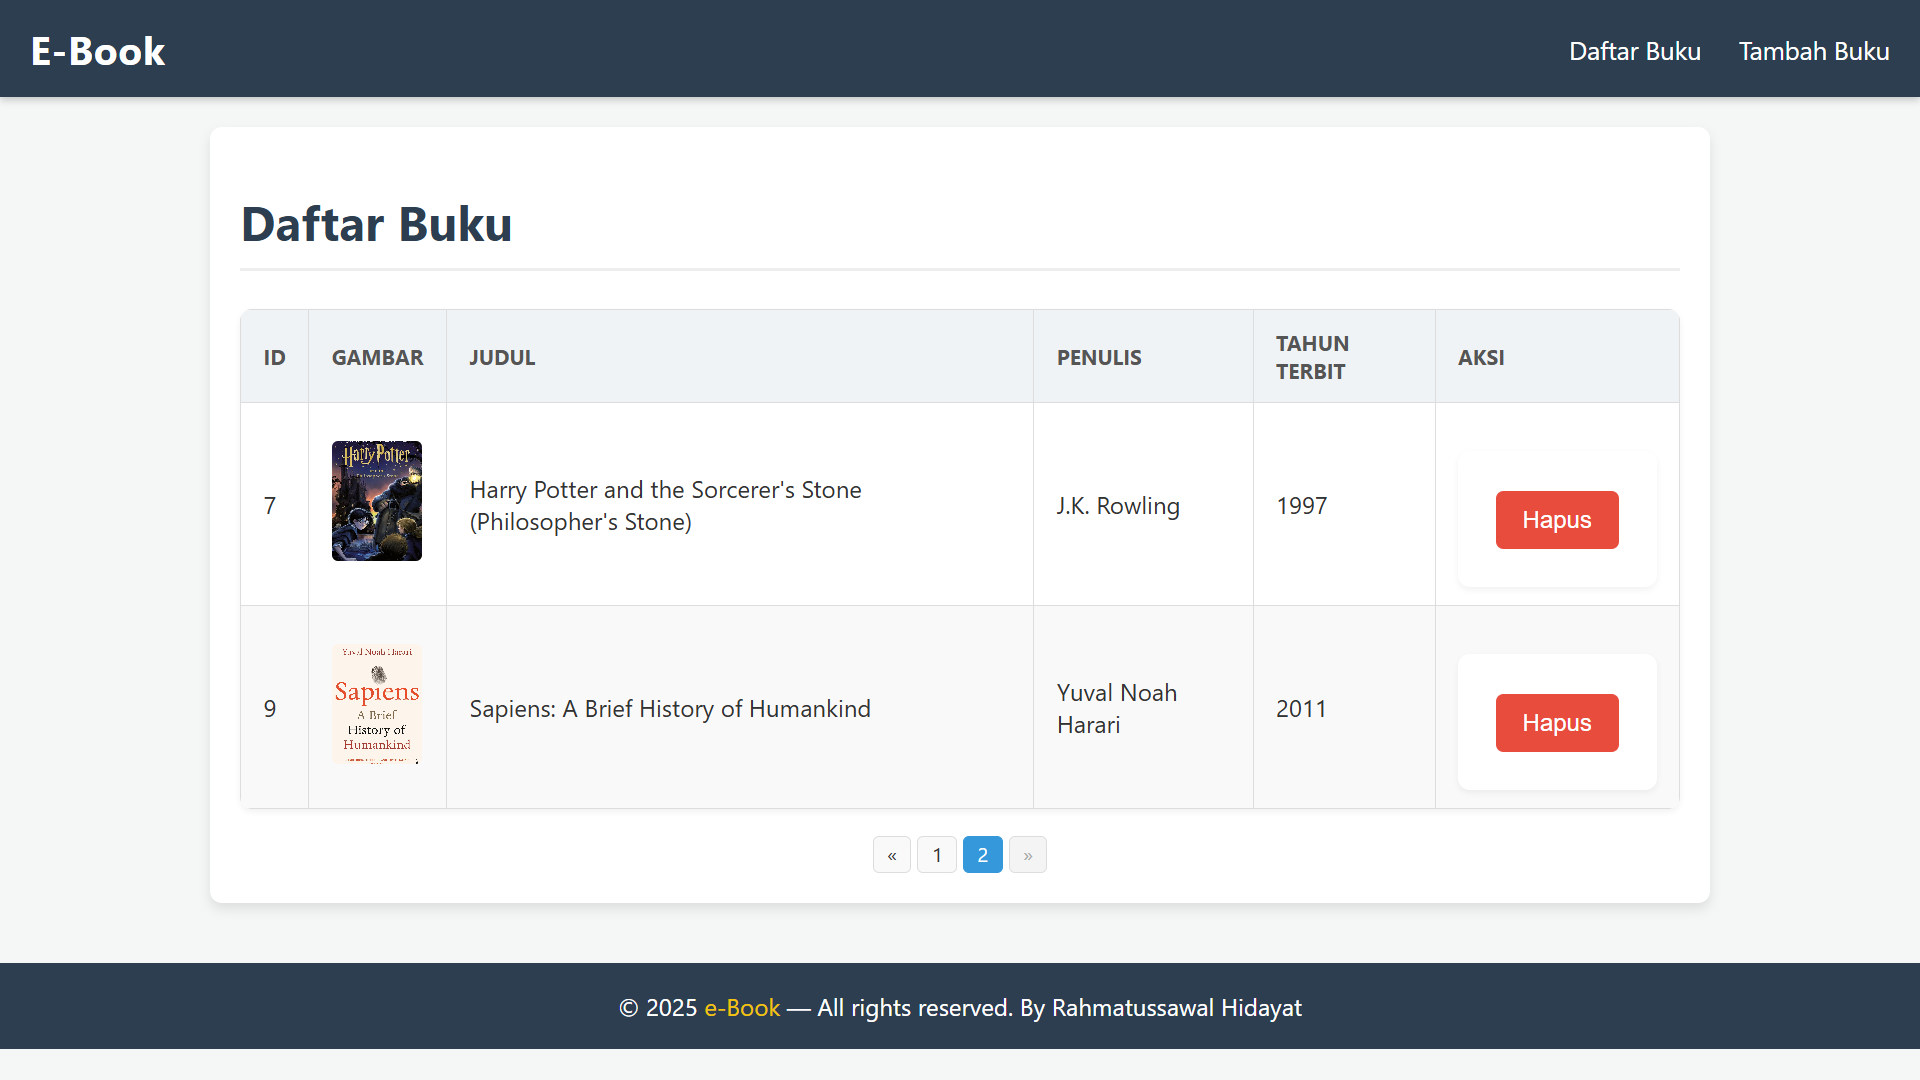 E-Book
Daftar Buku Tambah Buku
Daftar Buku
ID GAMBAR JUDUL PENULIS TAHUN TERBIT AKSI
7
Harry Potter
Harry Potter and the Sorcerer's Stone
(Philosopher's Stone)
J.K. Rowling
1997
Hapus
9
Yuval Noah Harari
Sapiens
A Brief
History of
Humankind
Sapiens: A Brief History of Humankind
Yuval Noah
Harari
2011
Hapus
« 1 2 »
© 2025 e-Book — All rights reserved. By Rahmatussawal Hidayat